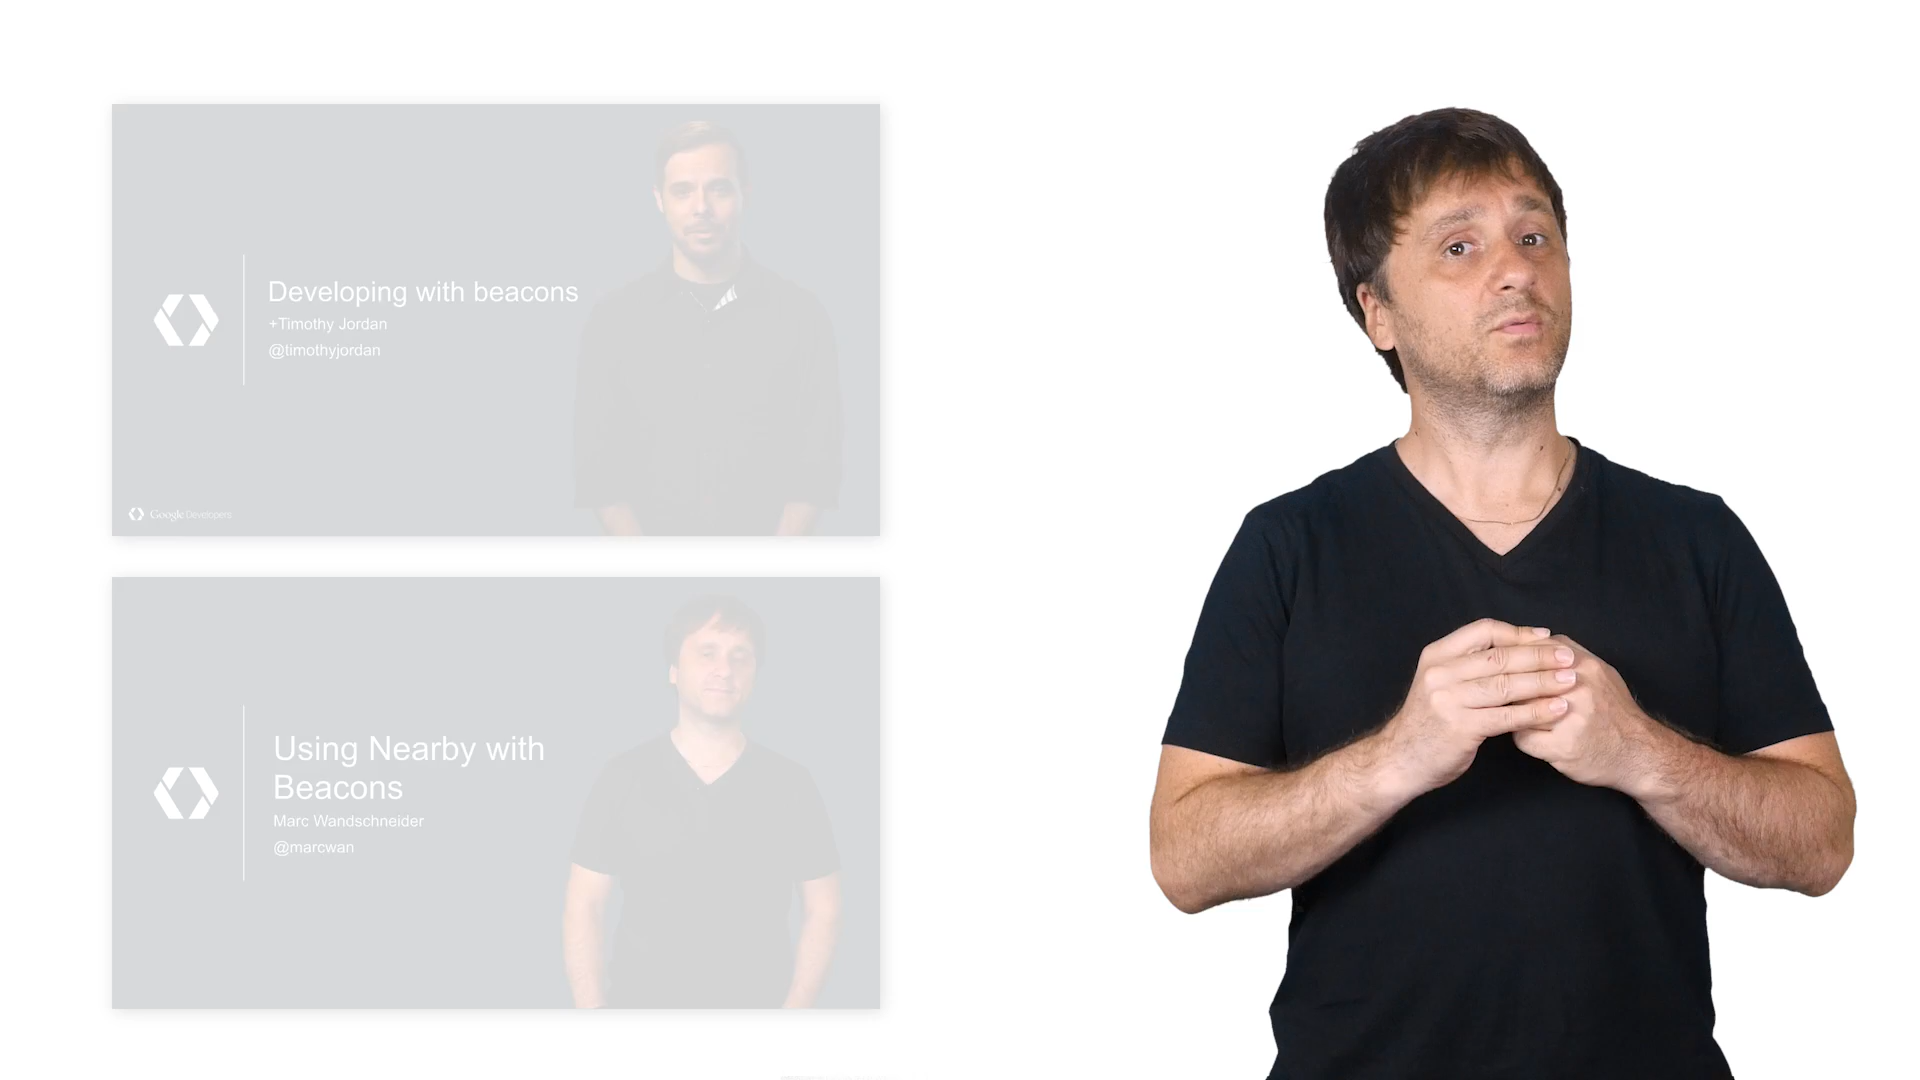 Developing with beacons
+Timothy Jordan
@timothyjordan
Google Developers
Using Nearby with
Beacons
Marc Wandschneider
@marcwan